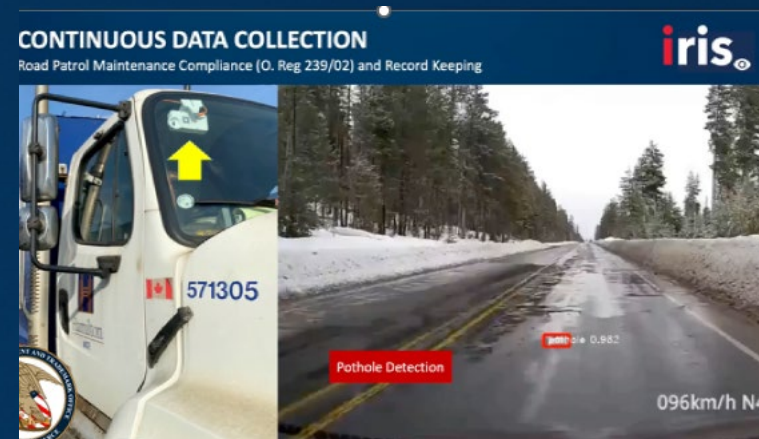 CONTINUOUS DATA COLLECTION
Road Patrol Maintenance Compliance (O. Reg 239/02) and Record Keeping
iris
571305
0.982
Pothole Detection
096km/h N4